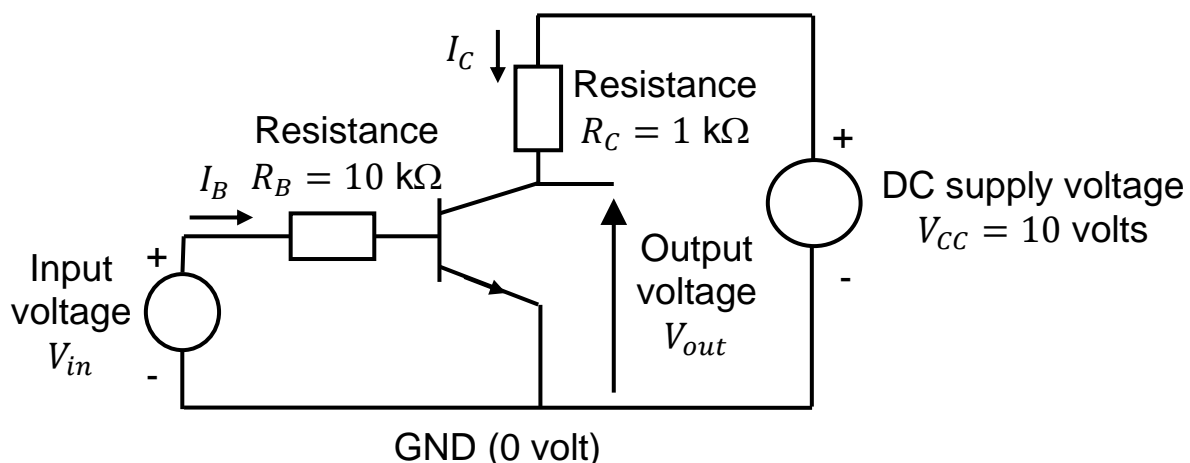 I_C
Resistance
R_C = 1 kΩ
Resistance
R_B = 10 kΩ
I_B
+
DC supply voltage
V_CC = 10 volts
-
Input
voltage
V_in
+
-
Output
voltage
V_out
GND (0 volt)